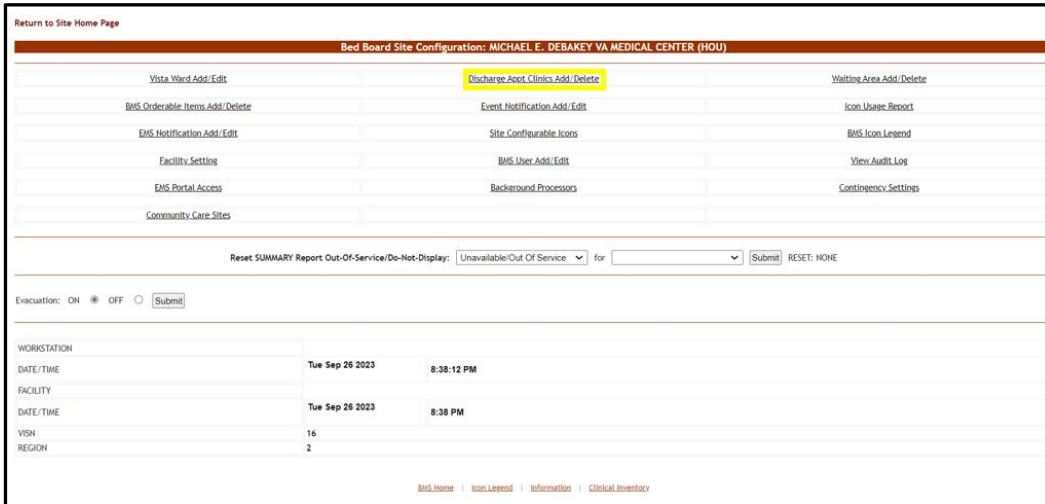 Return to Site Home Page
Bed Board Site Configuration: MICHAEL E. DEBAKEY VA MEDICAL CENTER (HOU)
Vista Ward Add/Edit Discharge Appt Clinics Add/Delete Waiting Area Add/Delete
BMS Orderable Items Add/Delete Event Notification Add/Edit Icon Usage Report
EMS Notification Add/Edit Site Configurable Icons BMS Icon Legend
Facility Setting BMS User Add/Edit View Audit Log
EMS Portal Access Background Processors Contingency Settings
Community Care Sites
Reset SUMMARY Report Out-Of-Service/Do-Not-Display: Unavailable/Out Of Service for Submit RESET: NONE
Evacuation: ON OFF Submit
WORKSTATION
DATE/TIME Tue Sep 26 2023 8:38:12 PM
FACILITY
DATE/TIME Tue Sep 26 2023 8:38 PM
VISN 16
REGION 2
BMS Home | Icon Legend | Information | Clinical Inventory